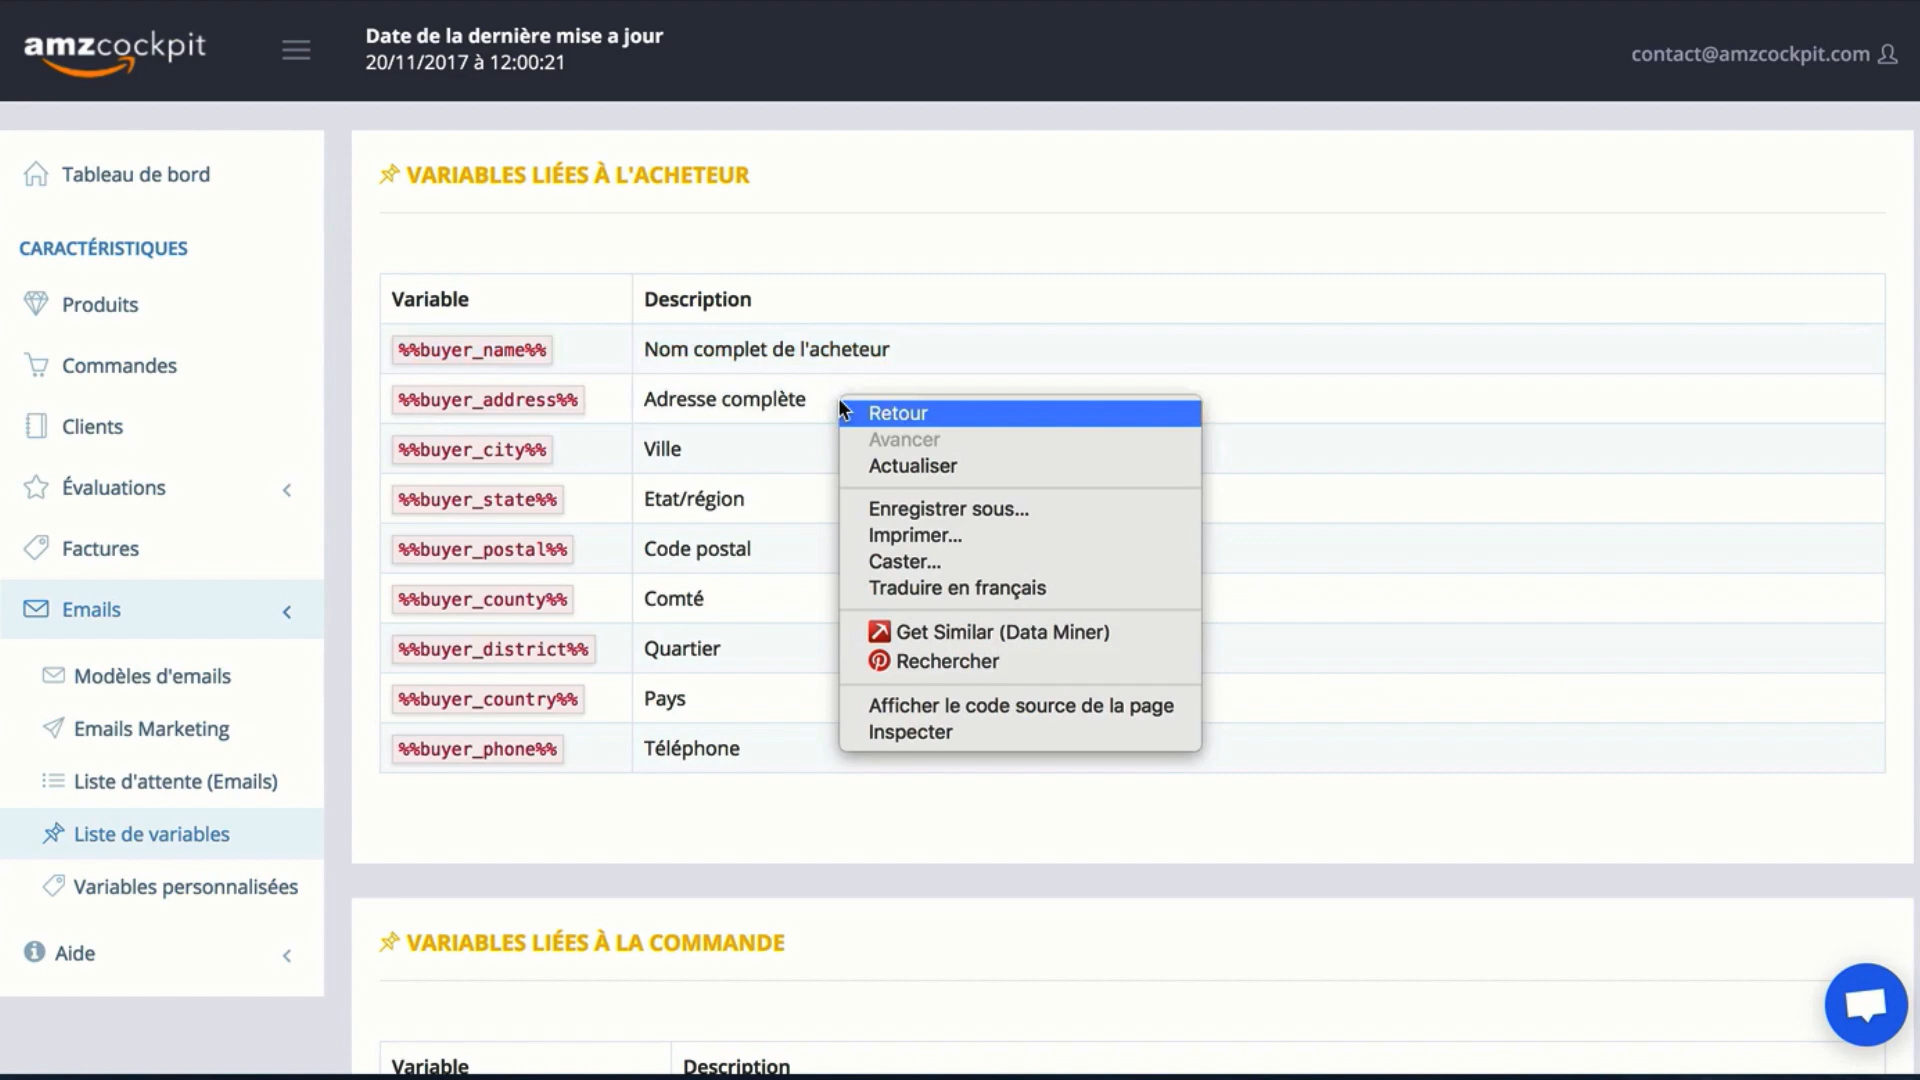 amzcockpit
Date de la dernière mise a jour
20/11/2017 à 12:00:21
contact@amzcockpit.com
Tableau de bord
CARACTÉRISTIQUES
Produits
Commandes
Clients
Évaluations
Factures
Emails
Modèles d'emails
Emails Marketing
Liste d'attente (Emails)
Liste de variables
Variables personnalisées
Aide
VARIABLES LIÉES À L'ACHETEUR
Variable Description
%%buyer_name%% Nom complet de l'acheteur
%%buyer_address%% Adresse complète
%%buyer_city%% Ville
%%buyer_state%% Etat/région
%%buyer_postal%% Code postal
%%buyer_county%% Comté
%%buyer_district%% Quartier
%%buyer_country%% Pays
%%buyer_phone%% Téléphone
Retour
Avancer
Actualiser
Enregistrer sous...
Imprimer...
Caster...
Traduire en français
Get Similar (Data Miner)
Rechercher
Afficher le code source de la page
Inspecter
VARIABLES LIÉES À LA COMMANDE
Variable Description